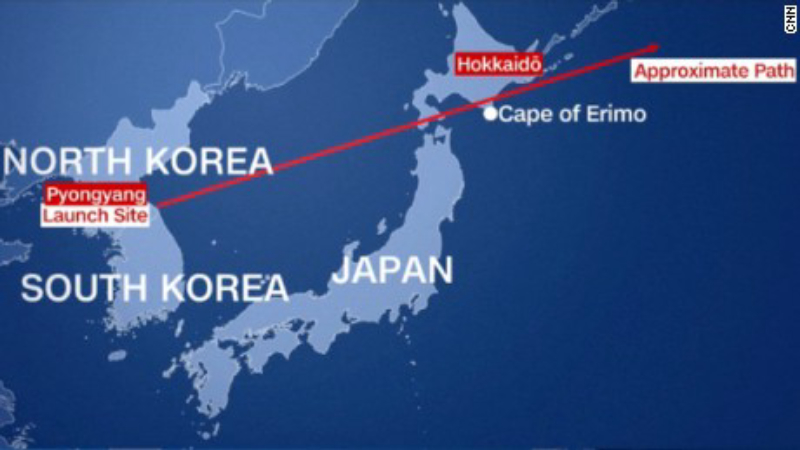 CNN
Hokkaidō
Approximate Path
Cape of Erimo
NORTH KOREA
Pyongyang
Launch Site
JAPAN
SOUTH KOREA